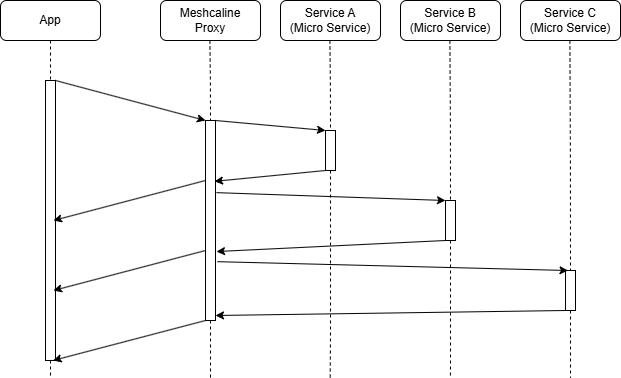 App
Meshcaline
Proxy
Service A
(Micro Service)
Service B
(Micro Service)
Service C
(Micro Service)